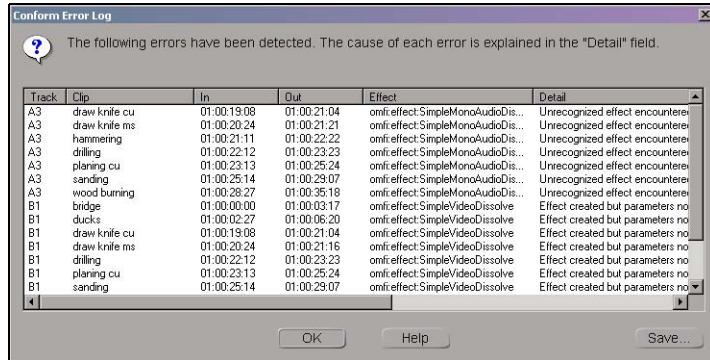 Conform Error Log
The following errors have been detected. The cause of each error is explained in the "Detail" field.
Track Clip In Out Effect Detail
A3 draw knife cu 01:00:19:08 01:00:21:04 omfi:effect:SimpleMonoAudioDis... Unrecognized effect encountere
A3 draw knife ms 01:00:20:24 01:00:21:21 omfi:effect:SimpleMonoAudioDis... Unrecognized effect encountere
A3 hammering 01:00:21:11 01:00:22:22 omfi:effect:SimpleMonoAudioDis... Unrecognized effect encountere
A3 drilling 01:00:22:12 01:00:23:23 omfi:effect:SimpleMonoAudioDis... Unrecognized effect encountere
A3 planing cu 01:00:23:13 01:00:25:24 omfi:effect:SimpleMonoAudioDis... Unrecognized effect encountere
A3 sanding 01:00:25:14 01:00:29:07 omfi:effect:SimpleMonoAudioDis... Unrecognized effect encountere
A3 wood burning 01:00:28:27 01:00:35:18 omfi:effect:SimpleMonoAudioDis... Unrecognized effect encountere
B1 bridge 01:00:00:00 01:00:03:17 omfi:effect:SimpleVideoDissolve Effect created but parameters no
B1 ducks 01:00:02:27 01:00:06:20 omfi:effect:SimpleVideoDissolve Effect created but parameters no
B1 draw knife cu 01:00:19:08 01:00:21:04 omfi:effect:SimpleVideoDissolve Effect created but parameters no
B1 draw knife ms 01:00:20:24 01:00:21:16 omfi:effect:SimpleVideoDissolve Effect created but parameters no
B1 drilling 01:00:22:12 01:00:23:23 omfi:effect:SimpleVideoDissolve Effect created but parameters no
B1 planing cu 01:00:23:13 01:00:25:24 omfi:effect:SimpleVideoDissolve Effect created but parameters no
B1 sanding 01:00:25:14 01:00:29:07 omfi:effect:SimpleVideoDissolve Effect created but parameters no
OK Help Save...